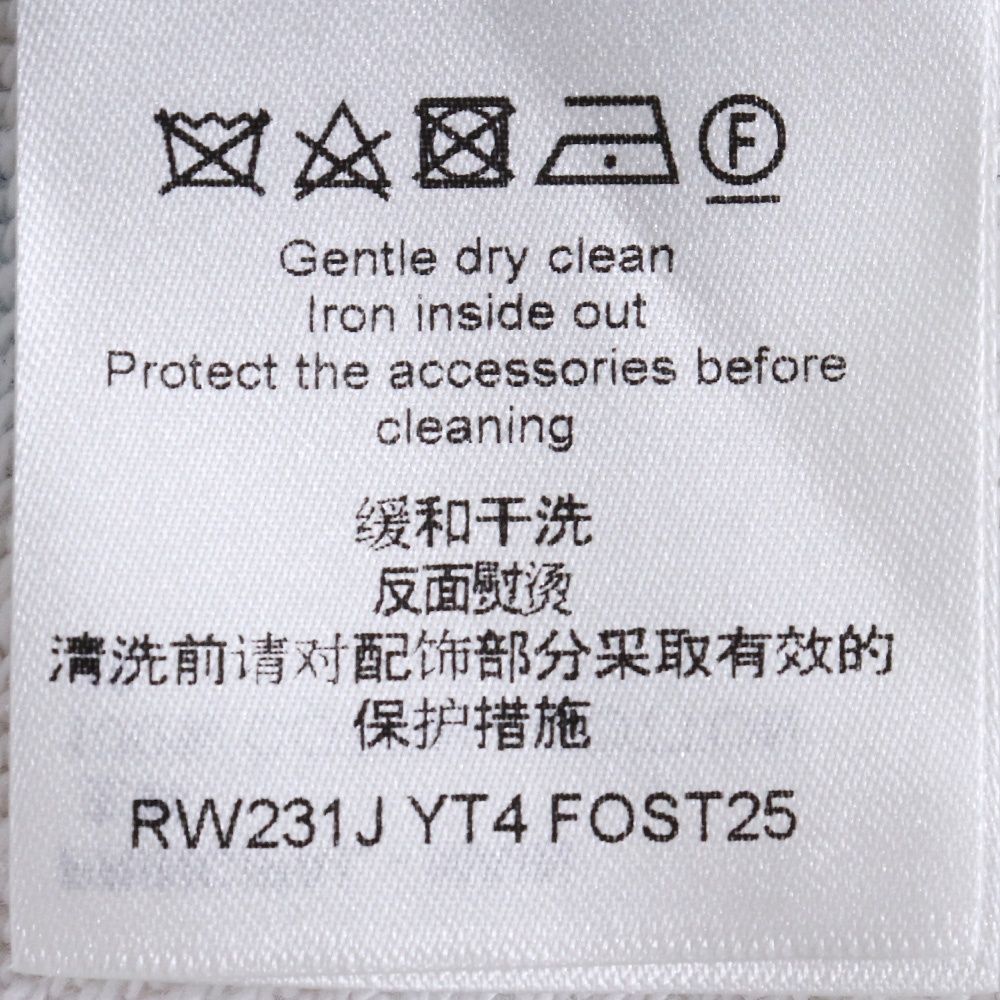 F
Gentle dry clean
Iron inside out
Protect the accessories before
cleaning
缓和干洗
反面熨烫
清洗前请对配饰部分采取有效的
保护措施
RW231J YT4 FOST25